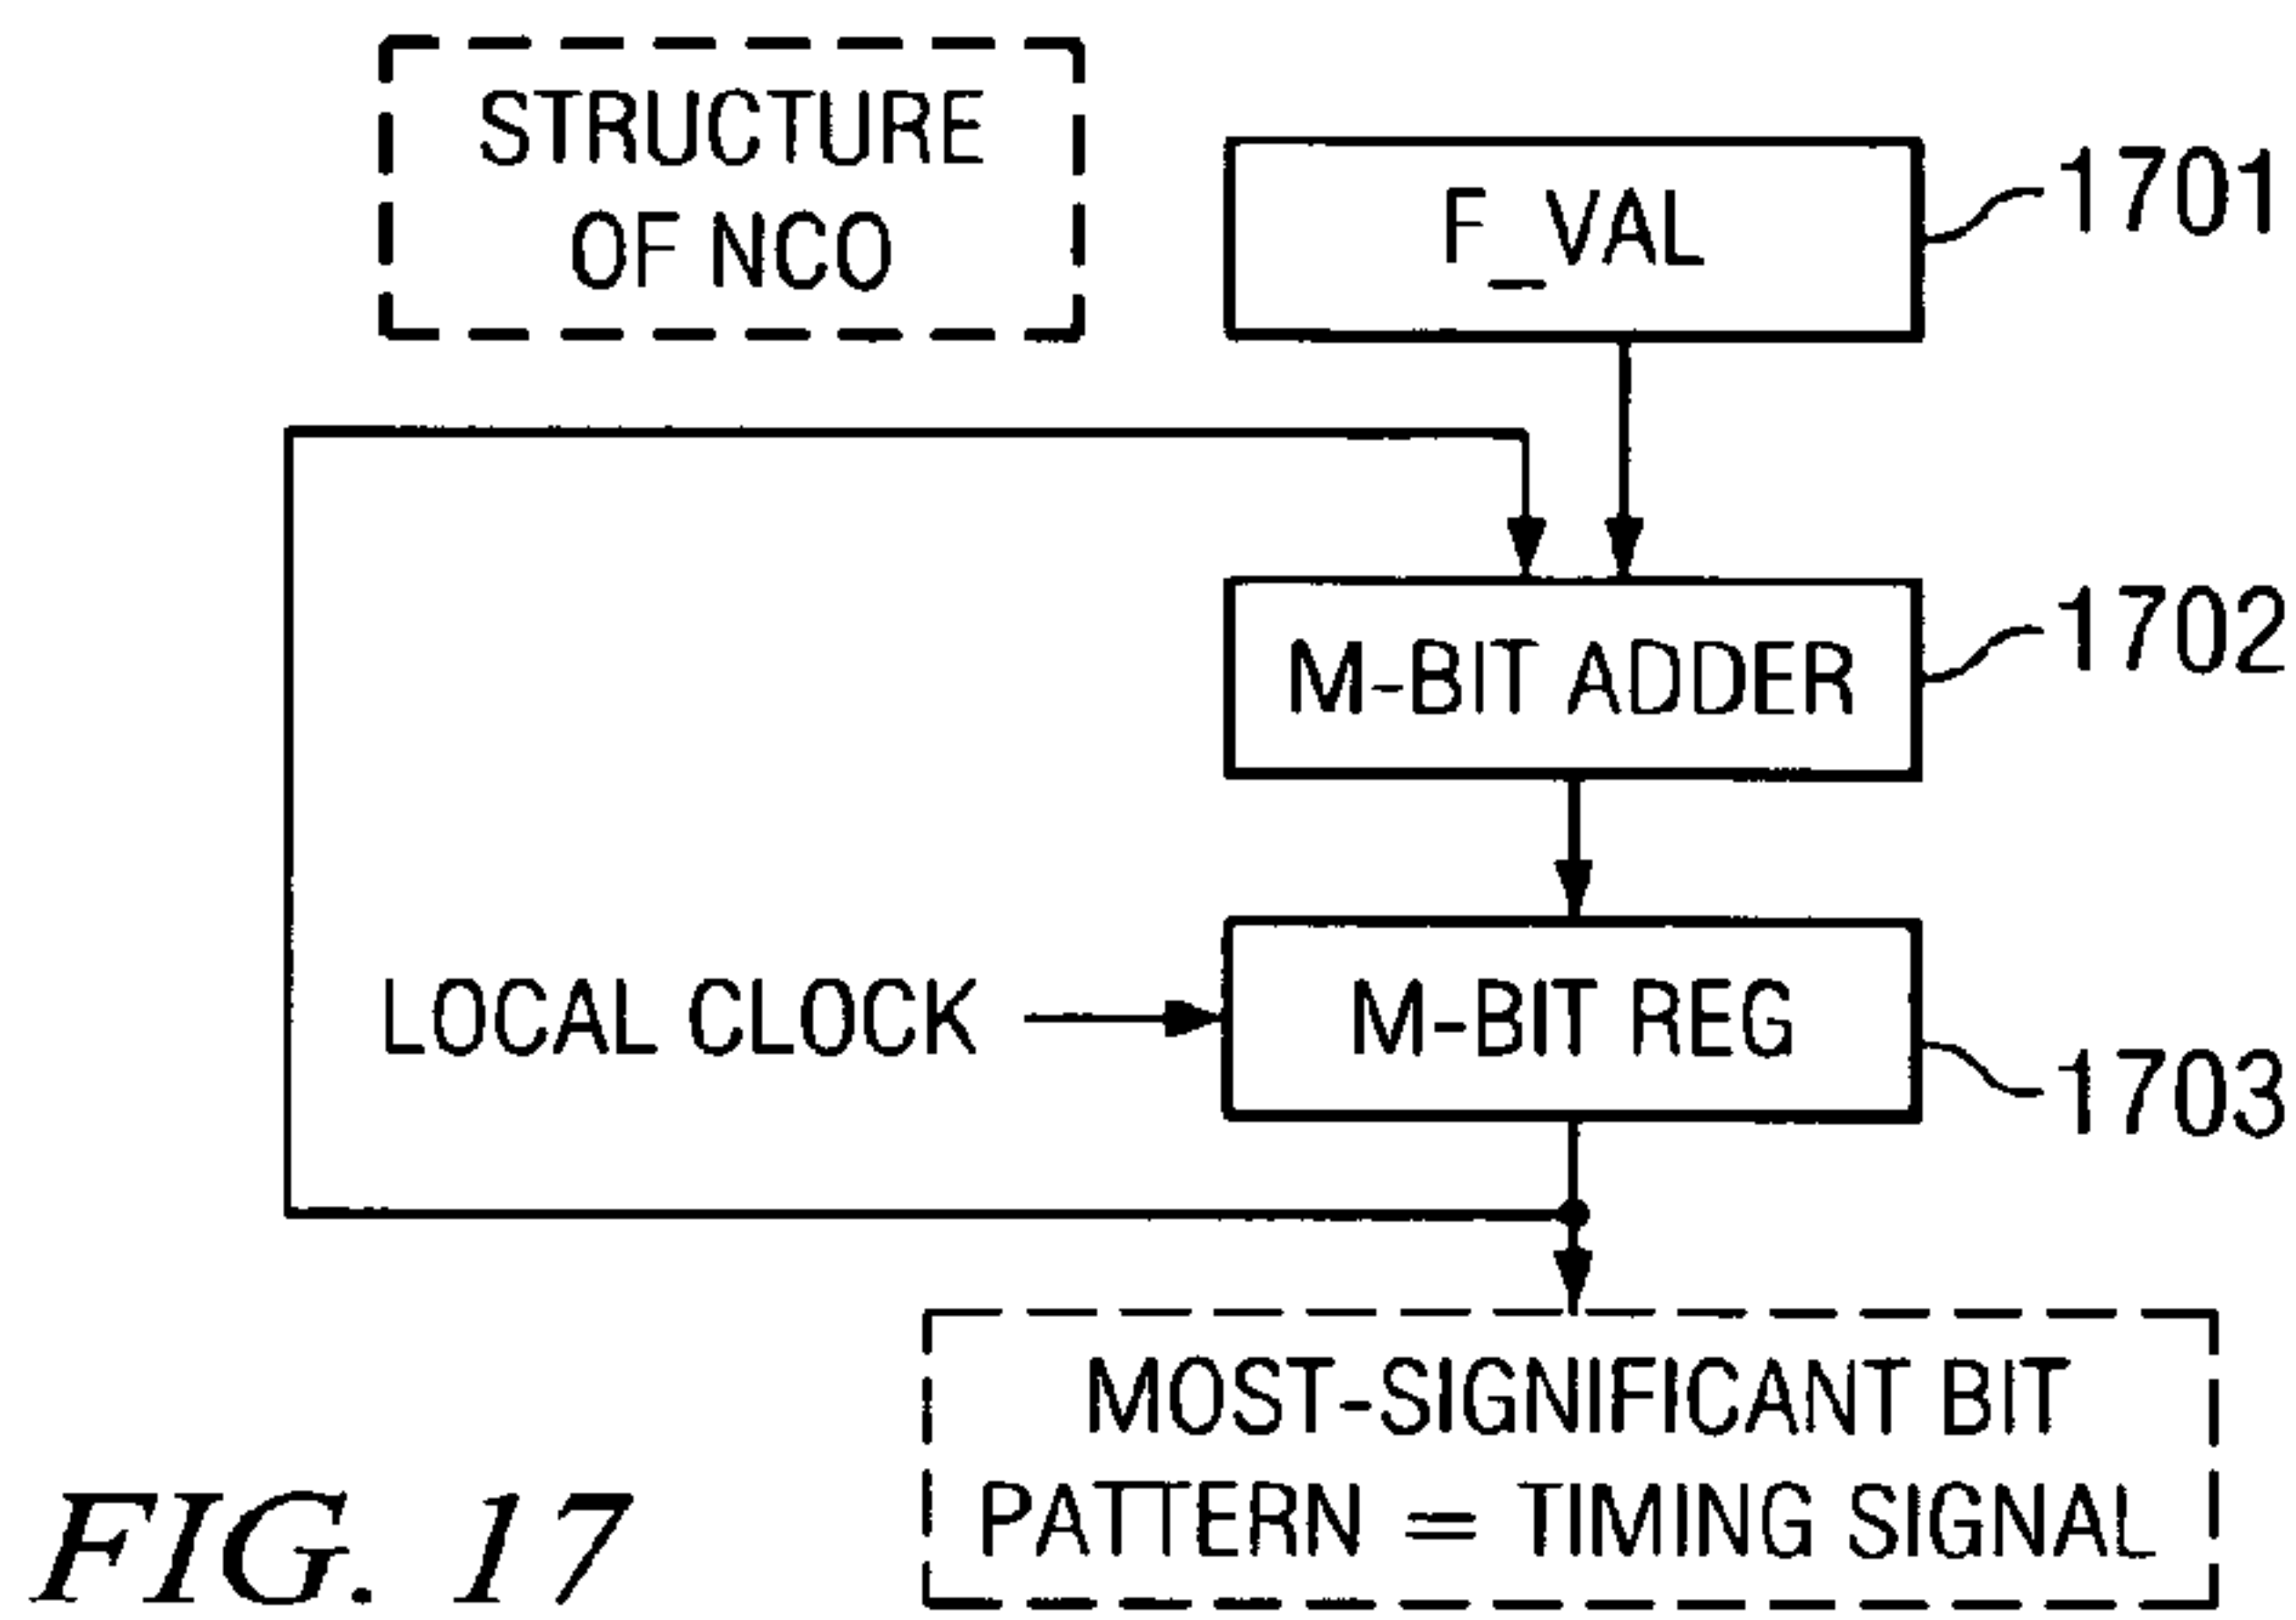 STRUCTURE
OF NCO
F_VAL
1701
M-BIT ADDER
1702
LOCAL CLOCK
M-BIT REG
1703
MOST-SIGNIFICANT BIT
PATTERN = TIMING SIGNAL
FIG. 17